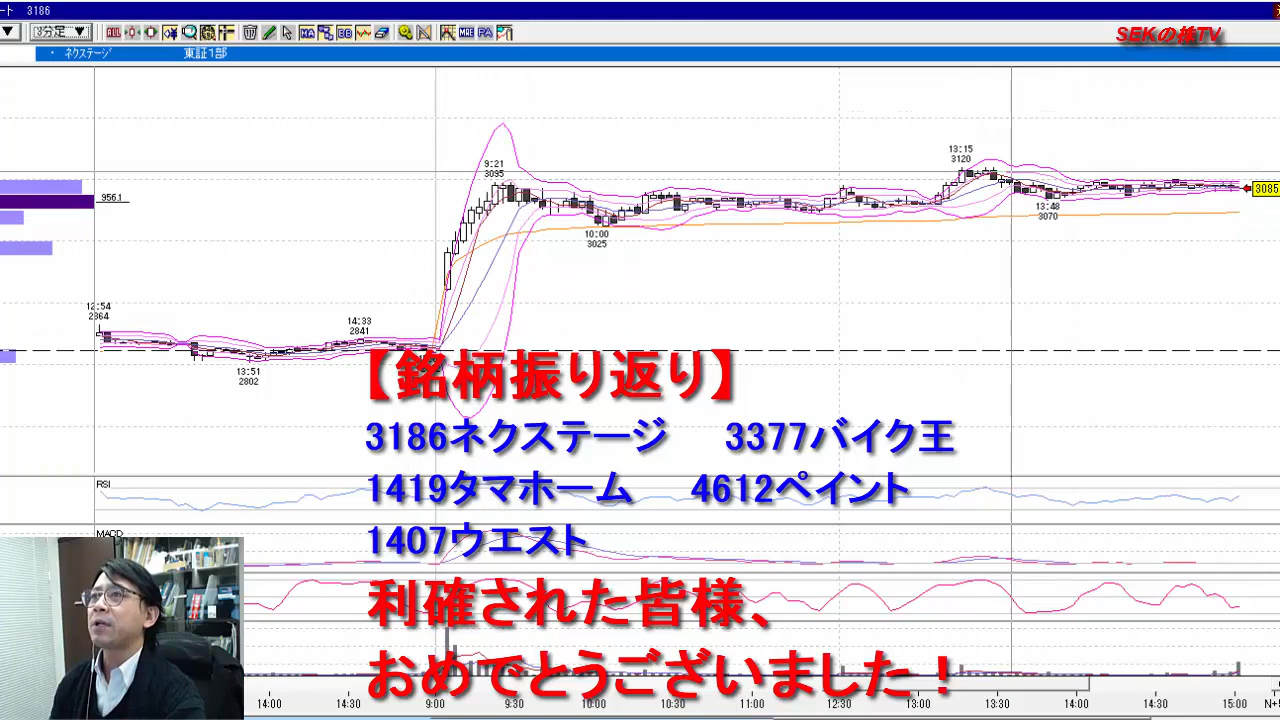 ート 3186
3分足
SEKの株TV
・ ネクステージ 東証1部
9561
12:54
2864
13:51
2802
14:33
2841
9:21
3095
10:00
3025
13:15
3120
13:48
3070
3085
【銘柄振り返り】
3186ネクステージ 3377バイク王
1419タマホーム 4612ペイント
1407ウエスト
利確された皆様、
おめでとうございました！
RSI
MACD
14:00 14:30 9:00 9:30 10:00 10:30 11:00 12:30 13:00 13:30 14:00 14:30 15:00